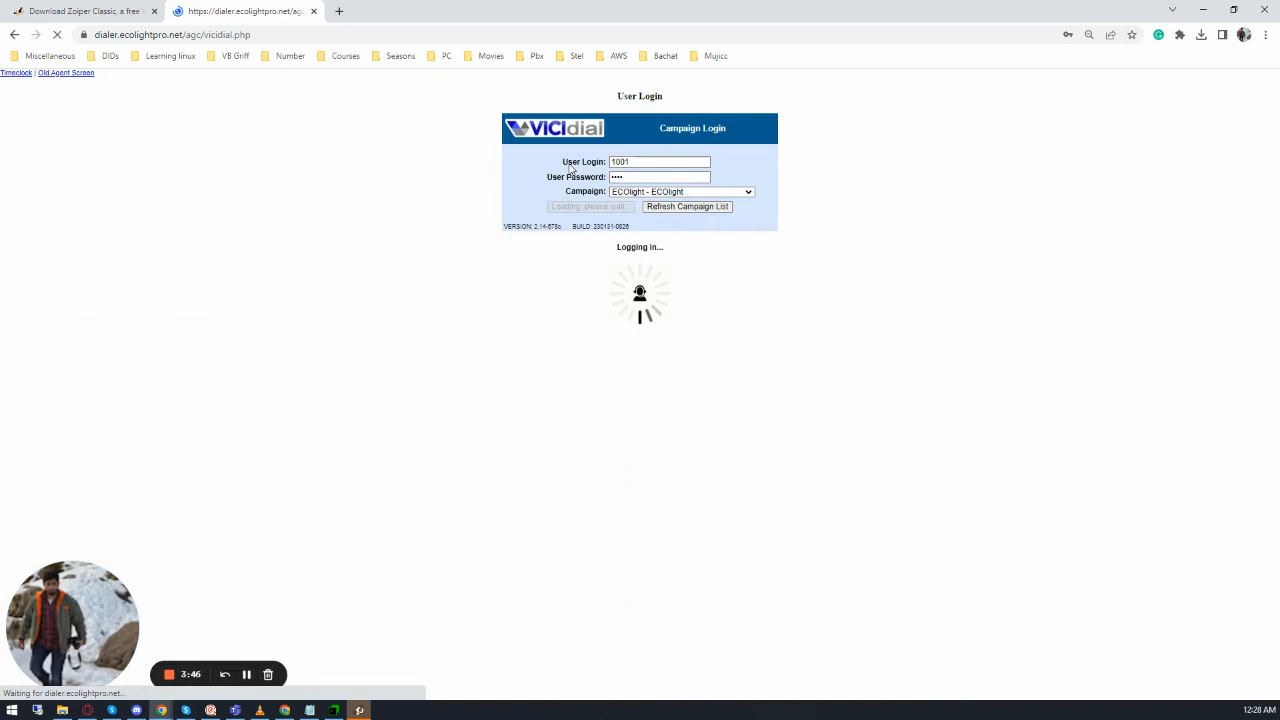 Download Zoiper Classic, a free V
https://dialer.ecolightpro.net/agc
dialer.ecolightpro.net/agc/vicidial.php
Miscellaneous
DIDs
Learning linux
VB Griff
Number
Courses
Seasons
PC
Movies
Pbx
Stel
AWS
Bachat
Mujicc
Timeclock | Old Agent Screen
User Login
VICIdial
Campaign Login
User Login: 1001
User Password: ••••
Campaign: ECOlight - ECOlight
Loading, please wait...
Refresh Campaign List
VERSION: 2.14-678c BUILD: 230131-0826
Logging in...
3:46
Waiting for dialer.ecolightpro.net...
12:28 AM